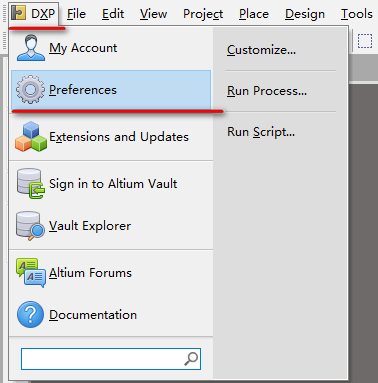 DXP File Edit View Project Place Design Tools
My Account
Preferences
Extensions and Updates
Sign in to Altium Vault
Vault Explorer
Altium Forums
Documentation
Customize...
Run Process...
Run Script...